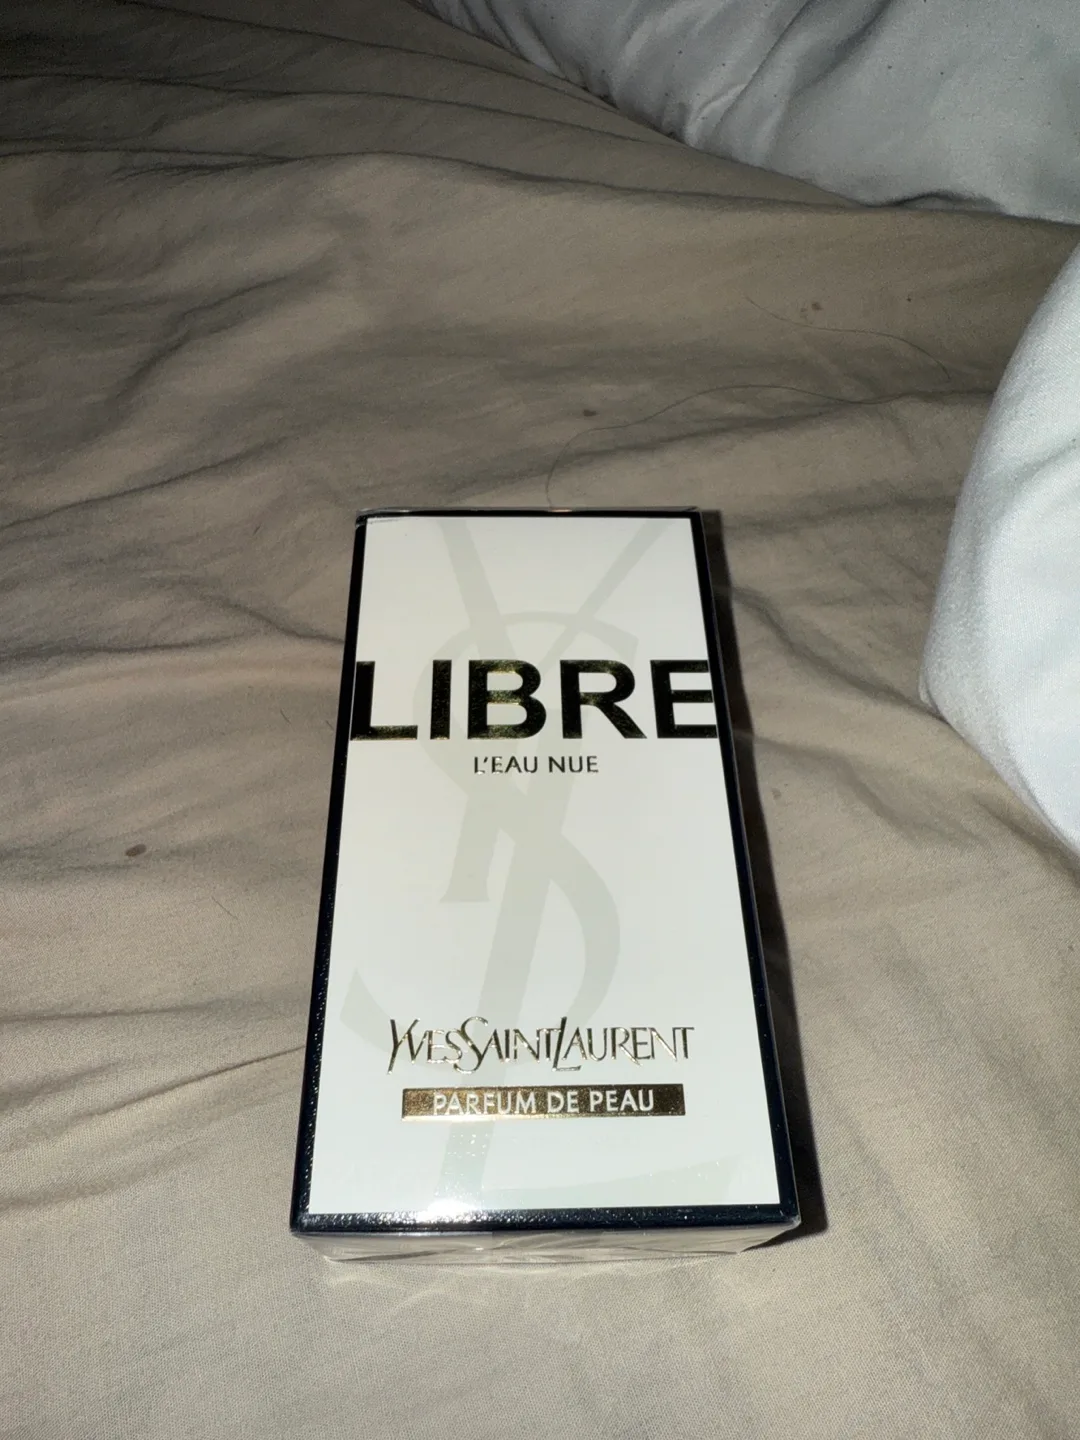 LIBRE
L'EAU NUE
YVESSAINTLAURENT
PARFUM DE PEAU